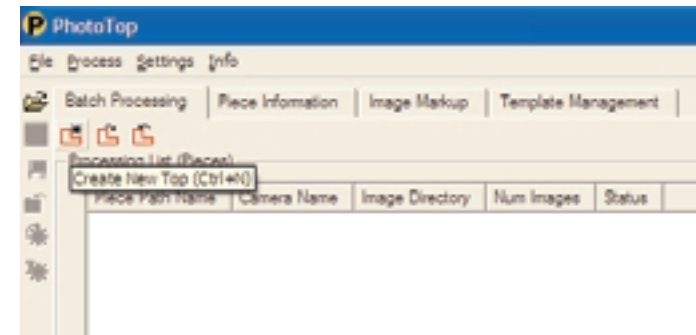 PhotoTop
File Process Settings Info
Batch Processing Piece Information Image Markup Template Management
Processing List (Pieces)
Create New Top (Ctrl+N)
Piece Path Name Camera Name Image Directory Num Images Status